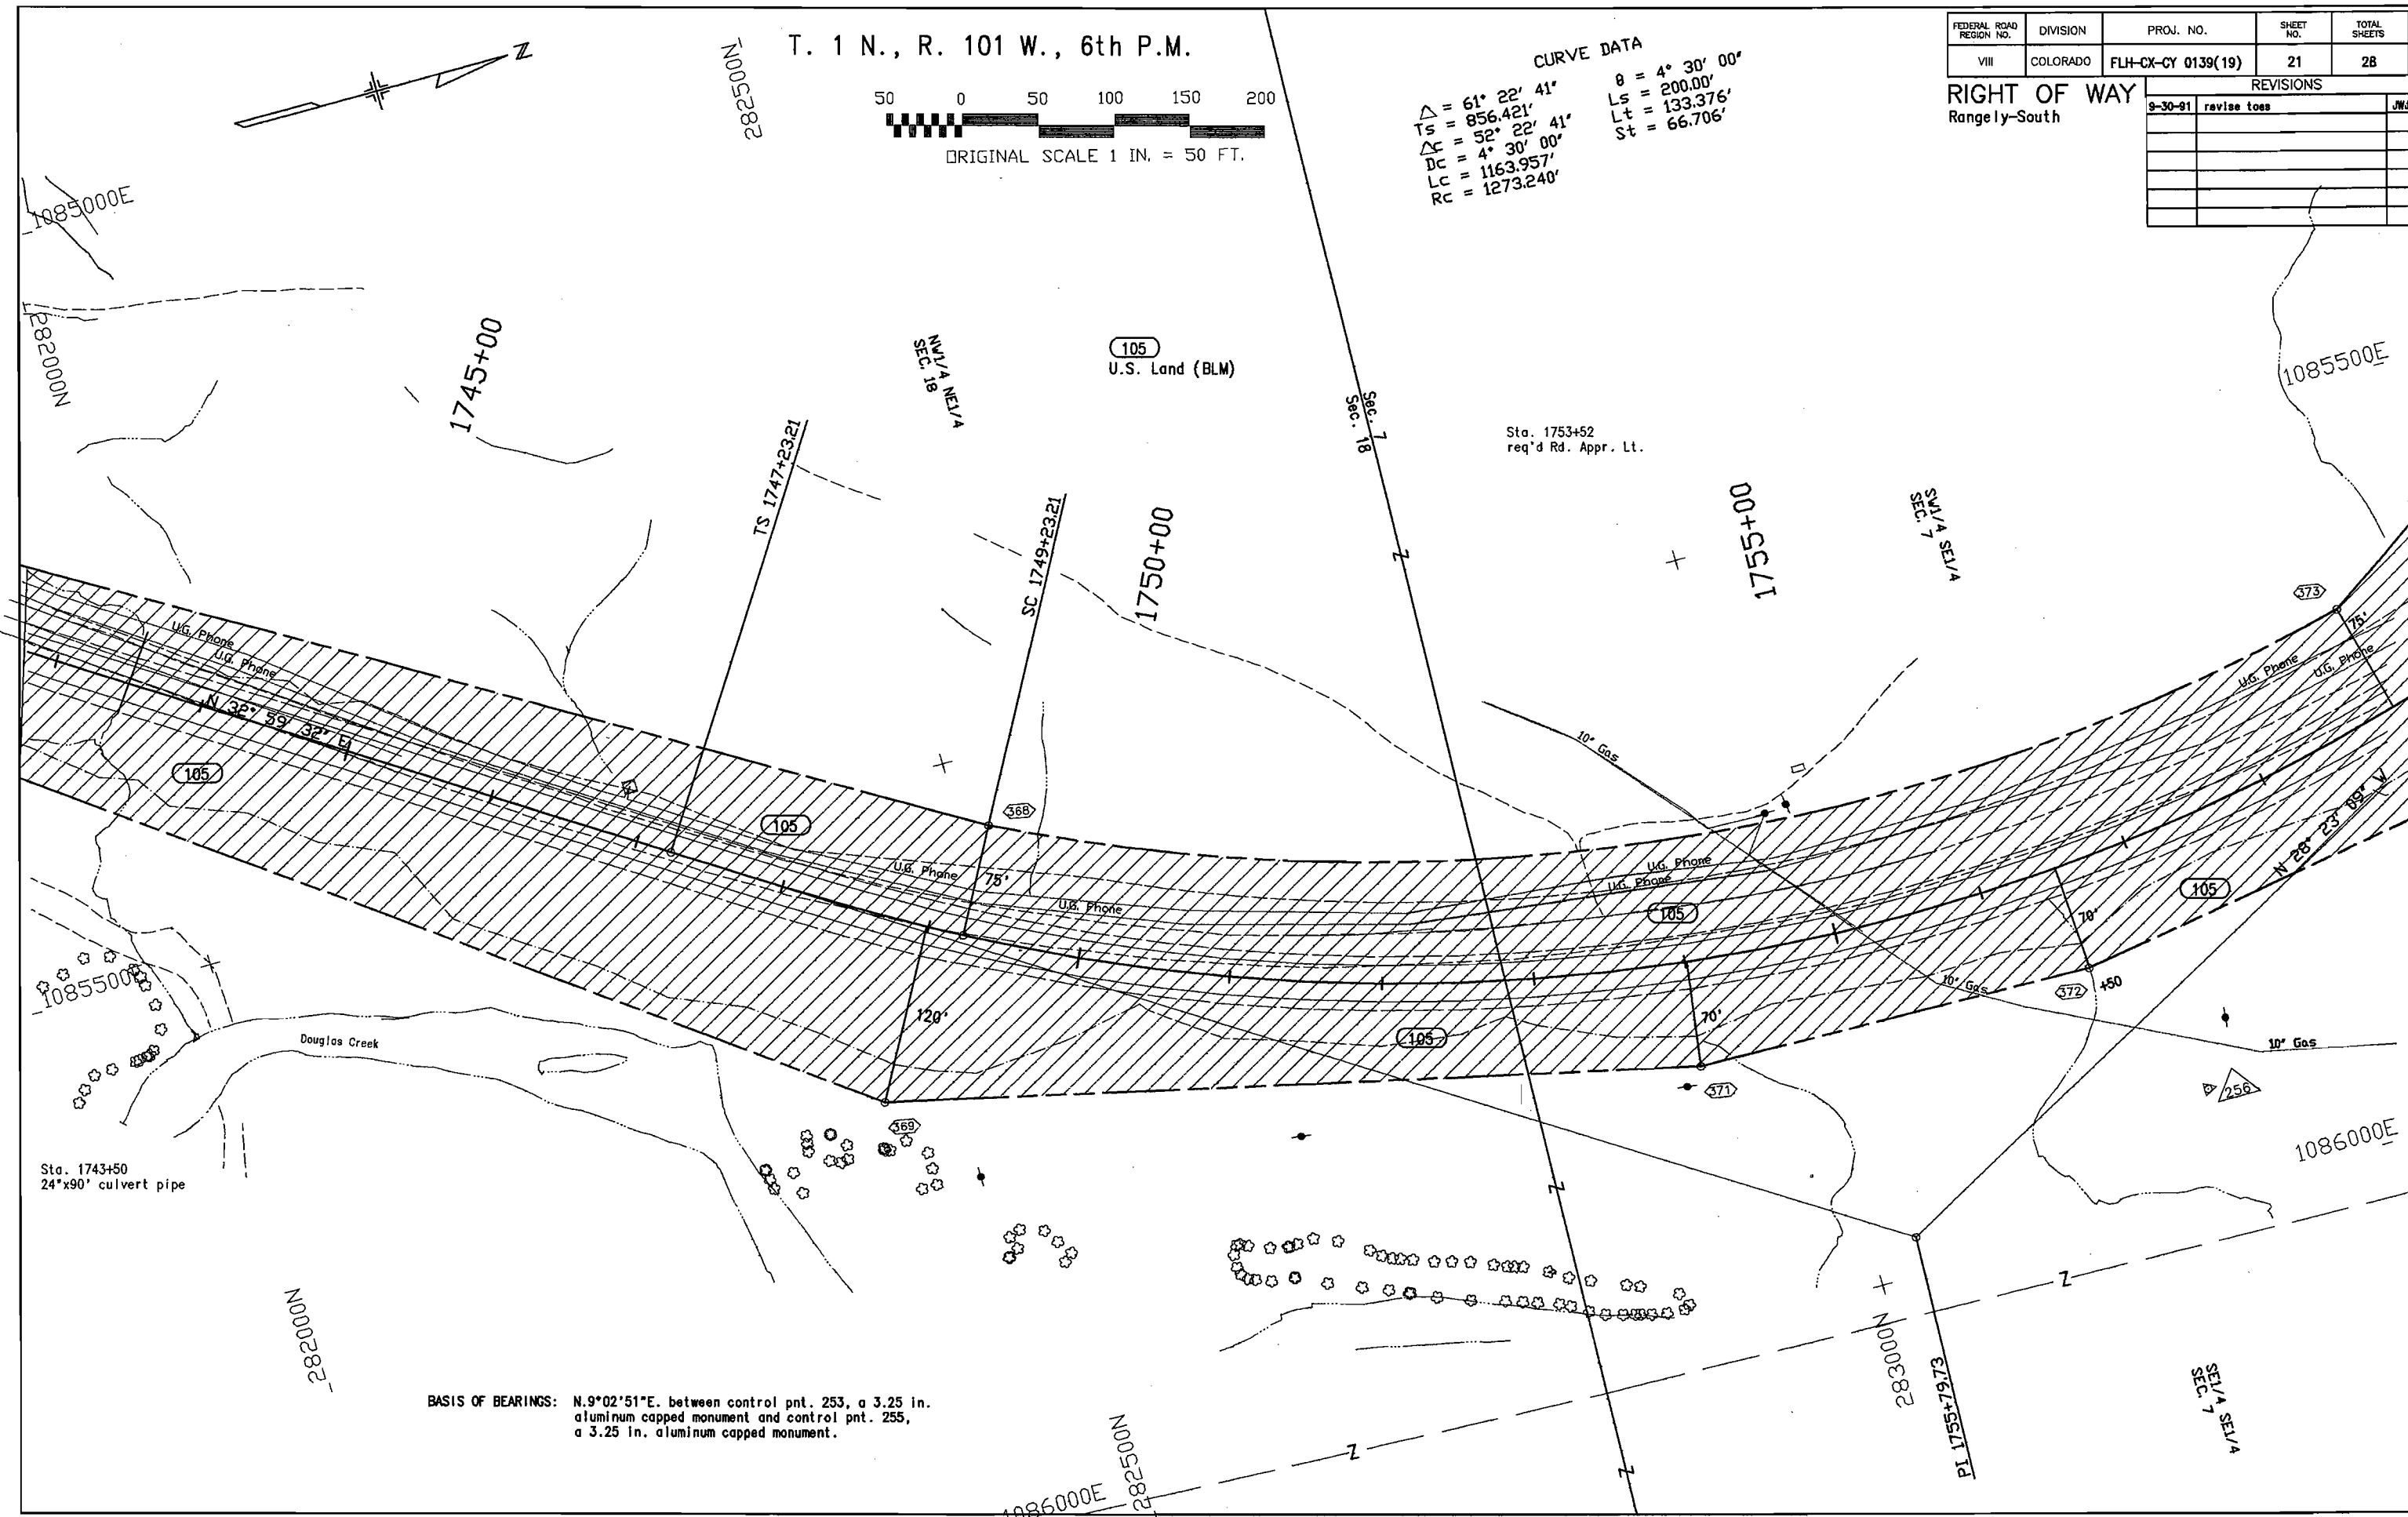 T. 1 N., R. 101 W., 6th P.M.
N
50 0 50 100 150 200
ORIGINAL SCALE 1 IN. = 50 FT.
CURVE DATA
Δ = 61° 22' 41"
Ts = 856.421'
Δc = 52° 22' 41"
Dc = 4° 30' 00"
Lc = 1163.957'
Rc = 1273.240'
θ = 4° 30' 00"
Ls = 200.00'
Lt = 133.376'
St = 66.706'
FEDERAL ROAD REGION NO. DIVISION PROJ. NO. SHEET NO. TOTAL SHEETS
VIII COLORADO FLH-CX-CY 0139(19) 21 28
RIGHT OF WAY
Rangely-South
REVISIONS
9-30-91 revise toes
282500N
1085000E
282000N
1745+00
NW1/4 NE1/4
SEC. 18
105
U.S. Land (BLM)
Sec. 7
Sec. 18
Sta. 1753+52
req'd Rd. Appr. Lt.
1085500E
TS 1747+23.21
SC 1749+23.21
1750+00
1755+00
SW1/4 SE1/4
SEC. 7
373
75'
U.G. Phone
U.G. Phone
U.G. Phone
U.G. Phone
N 32° 59' 32" E
105
105
368
10" Gas
U.G. Phone
75'
U.G. Phone
U.G. Phone
U.G. Phone
105
N 28° 23' 09" W
105
70'
372
+50
10" Gas
120'
70'
105
371
10" Gas
256
1085500
Douglas Creek
369
1086000E
Sta. 1743+50
24"x90' culvert pipe
Z
Z
Z
Z
Z
282000N
283000N
PI 1755+79.73
SE1/4 SE1/4
SEC. 7
BASIS OF BEARINGS: N.9°02'51"E. between control pnt. 253, a 3.25 in.
aluminum capped monument and control pnt. 255,
a 3.25 in. aluminum capped monument.
282500N
1086000E